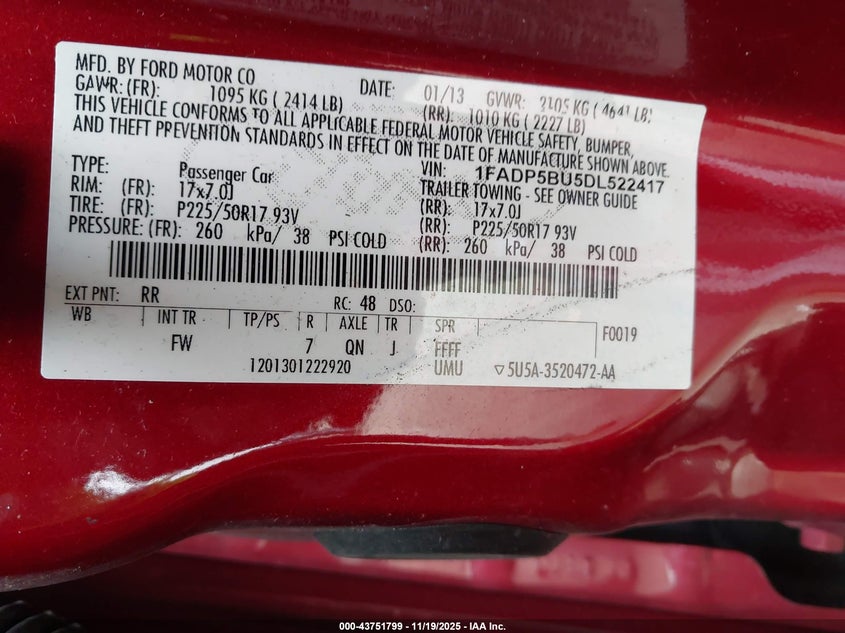 MFD. BY FORD MOTOR CO DATE: 01/13 GVWR: 2105 KG ( 4641 LB)
GAWR: (FR): 1095 KG ( 2414 LB) (RR): 1010 KG ( 2227 LB)
THIS VEHICLE CONFORMS TO ALL APPLICABLE FEDERAL MOTOR VEHICLE SAFETY, BUMPER,
AND THEFT PREVENTION STANDARDS IN EFFECT ON THE DATE OF MANUFACTURE SHOWN ABOVE.
TYPE: Passenger Car VIN: 1FADP5BU5DL522417
TRAILER TOWING - SEE OWNER GUIDE
RIM: (FR): 17x7.0J (RR): 17x7.0J
TIRE: (FR): P225/50R17 93V (RR): P225/50R17 93V
PRESSURE: (FR): 260 kPa/ 38 PSI COLD (RR): 260 kPa/ 38 PSI COLD
EXT PNT: RR RC: 48 DSO:
WB INT TR TP/PS R AXLE TR SPR F0019
FW 7 QN J FFFF
1201301222920 UMU ▽5U5A-3520472-AA
000-43751799 - 11/19/2025 - IAA Inc.